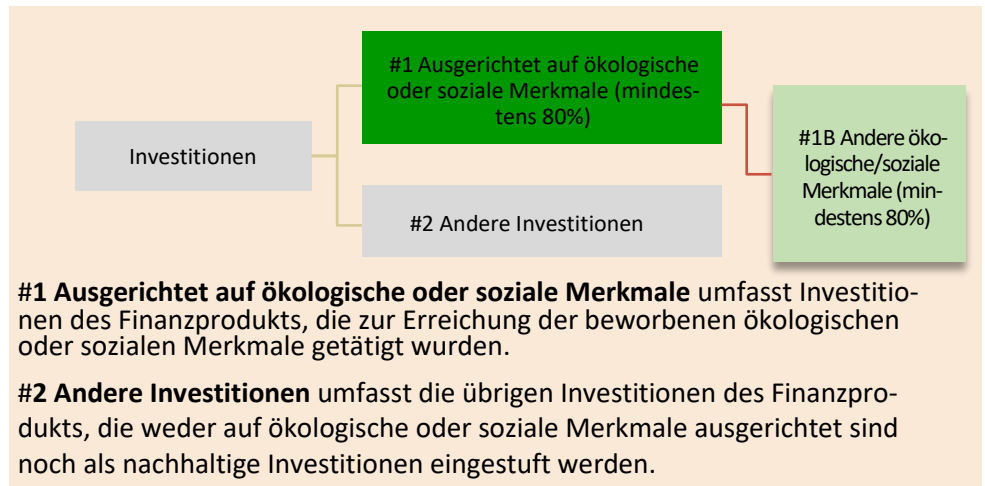 #1 Ausgerichtet auf ökologische
oder soziale Merkmale (mindes-
tens 80%)
Investitionen
#1B Andere öko-
logische/soziale
Merkmale (min-
destens 80%)
#2 Andere Investitionen
#1 Ausgerichtet auf ökologische oder soziale Merkmale umfasst Investitio-
nen des Finanzprodukts, die zur Erreichung der beworbenen ökologischen
oder sozialen Merkmale getätigt wurden.
#2 Andere Investitionen umfasst die übrigen Investitionen des Finanzpro-
dukts, die weder auf ökologische oder soziale Merkmale ausgerichtet sind
noch als nachhaltige Investitionen eingestuft werden.